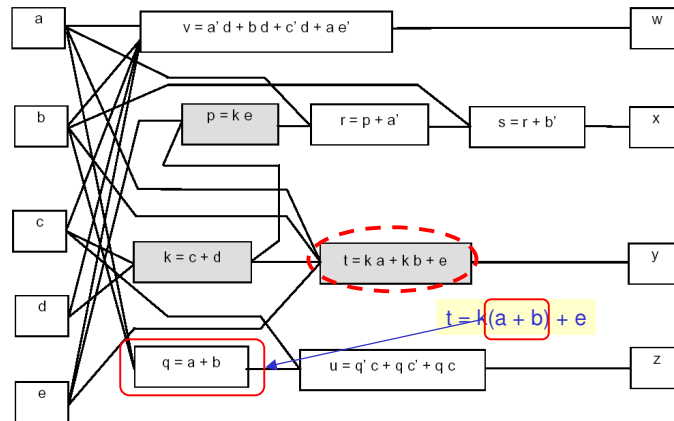 a
v = a' d + b d + c' d + a e'
w
b
p = k e
r = p + a'
s = r + b'
x
c
k = c + d
t = k a + k b + e
y
d
t = k(a + b) + e
q = a + b
u = q' c + q c' + q c
z
e